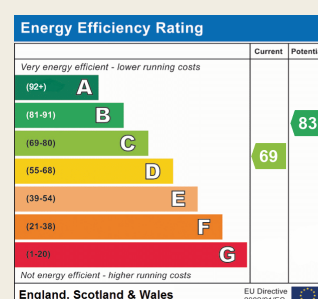 Energy Efficiency Rating
Current
Very energy efficient - lower running costs
(92+) A
(81-91) B
83
(69-80) C
69
(55-68) D
(39-54) E
(21-38) F
(1-20) G
Not energy efficient - higher running costs
England, Scotland & Wales
EU Directive